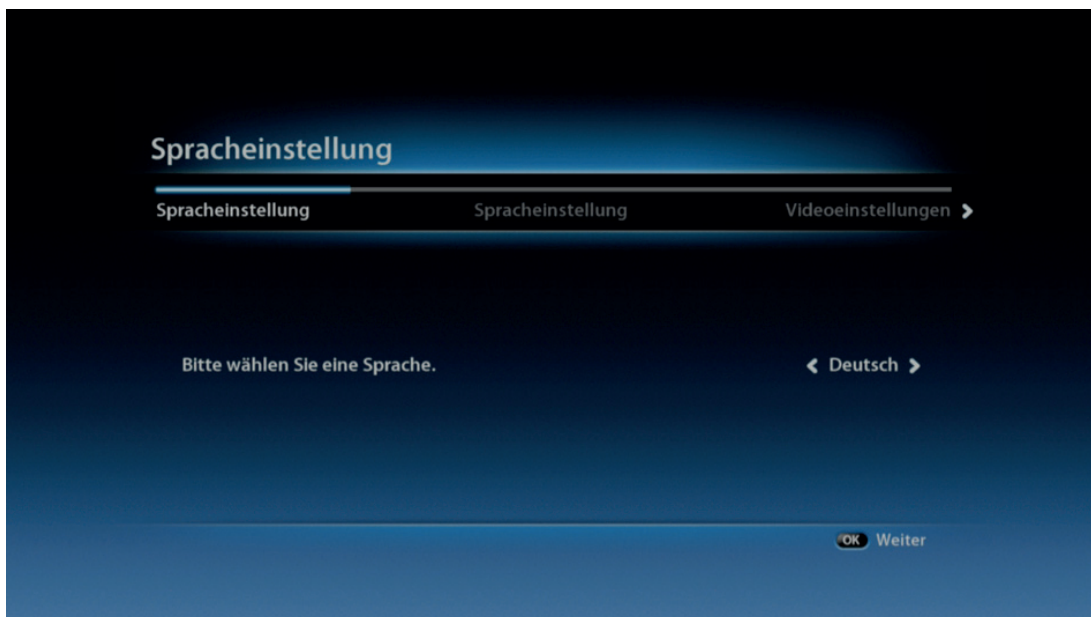 Spracheinstellung
Spracheinstellung Spracheinstellung Videoeinstellungen
Bitte wählen Sie eine Sprache. Deutsch
OK Weiter